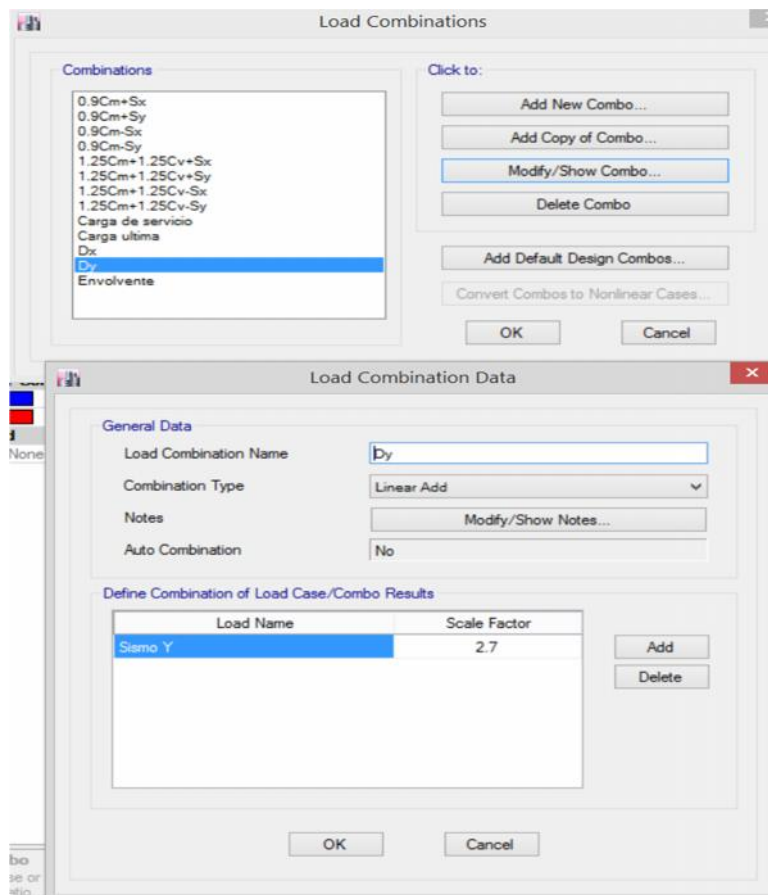 Load Combinations
Combinations
0.9Cm+Sx
0.9Cm+Sy
0.9Cm-Sx
0.9Cm-Sy
1.25Cm+1.25Cv+Sx
1.25Cm+1.25Cv+Sy
1.25Cm+1.25Cv-Sx
1.25Cm+1.25Cv-Sy
Carga de servicio
Carga ultima
Dx
Dy
Envolvente
Click to:
Add New Combo...
Add Copy of Combo...
Modify/Show Combo...
Delete Combo
Add Default Design Combos...
Convert Combos to Nonlinear Cases...
OK Cancel
None
Load Combination Data
General Data
Load Combination Name Dy
Combination Type Linear Add
Notes Modify/Show Notes...
Auto Combination No
Define Combination of Load Case/Combo Results
Load Name Scale Factor
Sismo Y 2.7
Add
Delete
OK Cancel